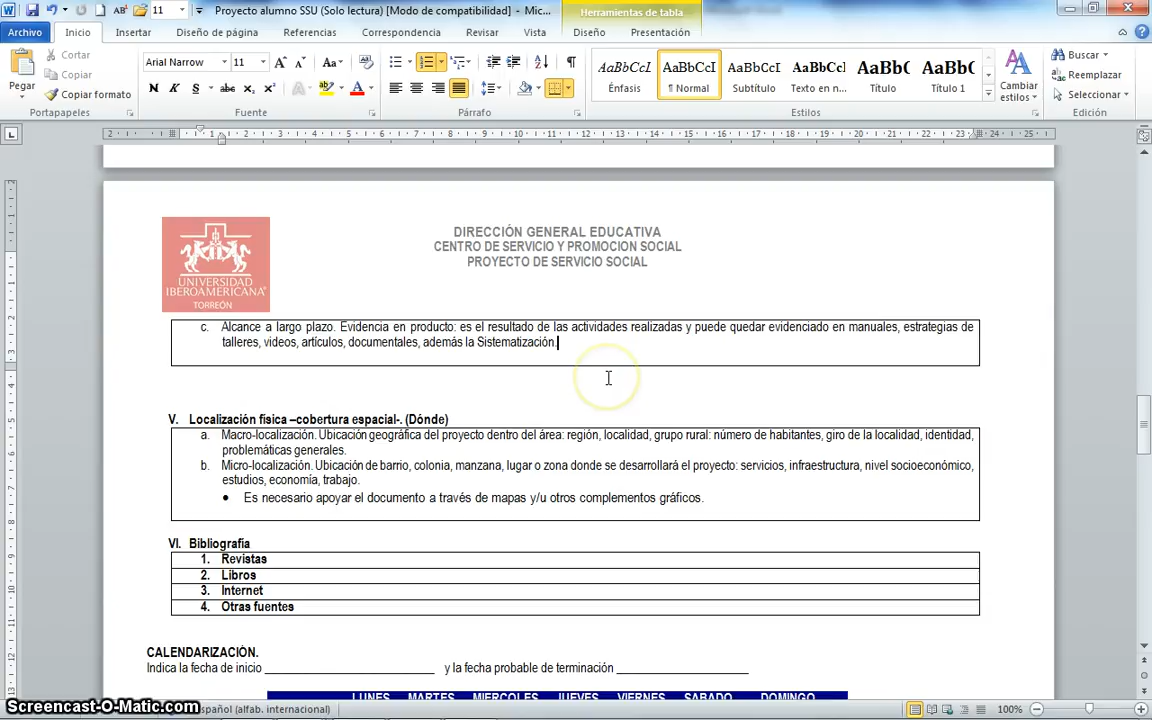 11
Proyecto alumno SSU (Solo lectura) [Modo de compatibilidad] - Mic...
Herramientas de tabla
Archivo
Inicio
Insertar
Diseño de página
Referencias
Correspondencia
Revisar
Vista
Diseño
Presentación
Pegar
Cortar
Copiar
Copiar formato
Portapapeles
Arial Narrow
11
Fuente
Párrafo
AaBbCcI
AaBbCcI
AaBbCcI
AaBbCcI
AaBb(
AaBb(
Énfasis
¶ Normal
Subtítulo
Texto en n...
Título
Título 1
Estilos
Cambiar estilos
Buscar
Reemplazar
Seleccionar
Edición
UNIVERSIDAD
IBEROAMERICANA
TORREÓN
DIRECCIÓN GENERAL EDUCATIVA
CENTRO DE SERVICIO Y PROMOCION SOCIAL
PROYECTO DE SERVICIO SOCIAL
c. Alcance a largo plazo. Evidencia en producto: es el resultado de las actividades realizadas y puede quedar evidenciado en manuales, estrategias de
talleres, videos, artículos, documentales, además la Sistematización.
V. Localización física –cobertura espacial-. (Dónde)
a. Macro-localización. Ubicación geográfica del proyecto dentro del área: región, localidad, grupo rural: número de habitantes, giro de la localidad, identidad,
problemáticas generales.
b. Micro-localización. Ubicación de barrio, colonia, manzana, lugar o zona donde se desarrollará el proyecto: servicios, infraestructura, nivel socioeconómico,
estudios, economía, trabajo.
• Es necesario apoyar el documento a través de mapas y/u otros complementos gráficos.
VI. Bibliografía
1. Revistas
2. Libros
3. Internet
4. Otras fuentes
CALENDARIZACIÓN.
Indica la fecha de inicio ________________________ y la fecha probable de terminación ___________________
LUNES MARTES MIERCOLES JUEVES VIERNES SABADO DOMINGO
Screencast-O-Matic.com
español (alfab. internacional)
100%